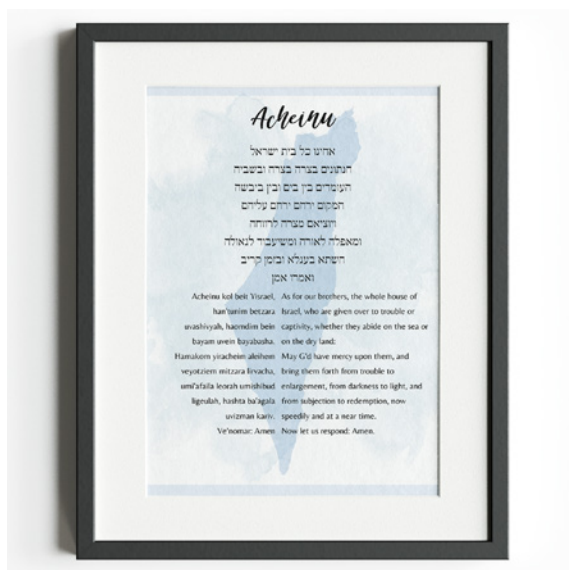 Acheinu
אחינו כל בית ישראל
הנתונים בצרה בצרה ובשביה
העומדים בין בים ובין ביבשה
המקום ירחם ירחם עליהם
ויוציאם מצרה לרווחה
ומאפלה לאורה ומשיעבוד לגאולה
השתא בעגלא ובזמן קריב
ואמרו אמן
Acheinu kol beit Yisrael,
han'tunim betzara
uvashivyah, haomdim bein
bayam uvein bayabasha.
Hamakom yiracheim aleihem
veyotziem mitzara lirvacha,
umi'afaila leorah umishibud
ligeulah, hashta ba'agala
uvizman kariv.
Ve'nomar: Amen
As for our brothers, the whole house of
Israel, who are given over to trouble or
captivity, whether they abide on the sea or
on the dry land:
May G'd have mercy upon them, and
bring them forth from trouble to
enlargement, from darkness to light, and
from subjection to redemption, now
speedily and at a near time.
Now let us respond: Amen.